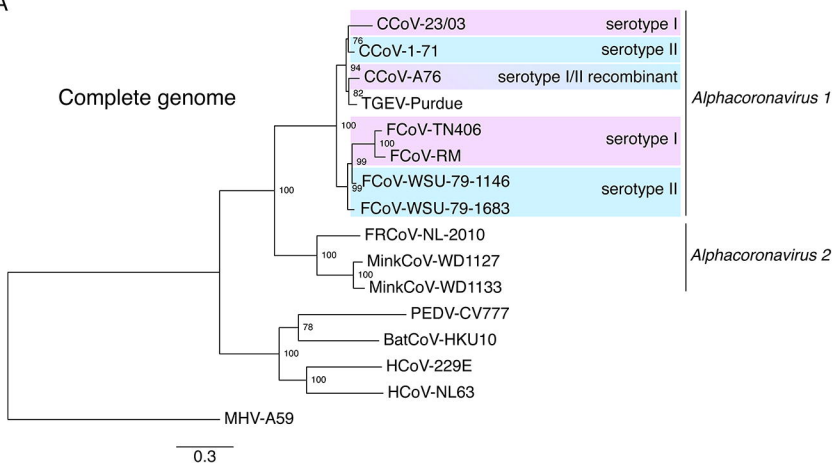 A
CCoV-23/03 serotype I
76
CCoV-1-71 serotype II
94
CCoV-A76 serotype I/II recombinant
82
TGEV-Purdue
Complete genome
Alphacoronavirus 1
100
FCoV-TN406
100
serotype I
FCoV-RM
99
FCoV-WSU-79-1146
99
serotype II
FCoV-WSU-79-1683
100
FRCoV-NL-2010
100
MinkCoV-WD1127
100
MinkCoV-WD1133
Alphacoronavirus 2
PEDV-CV777
78
BatCoV-HKU10
100
HCoV-229E
100
HCoV-NL63
MHV-A59
0.3